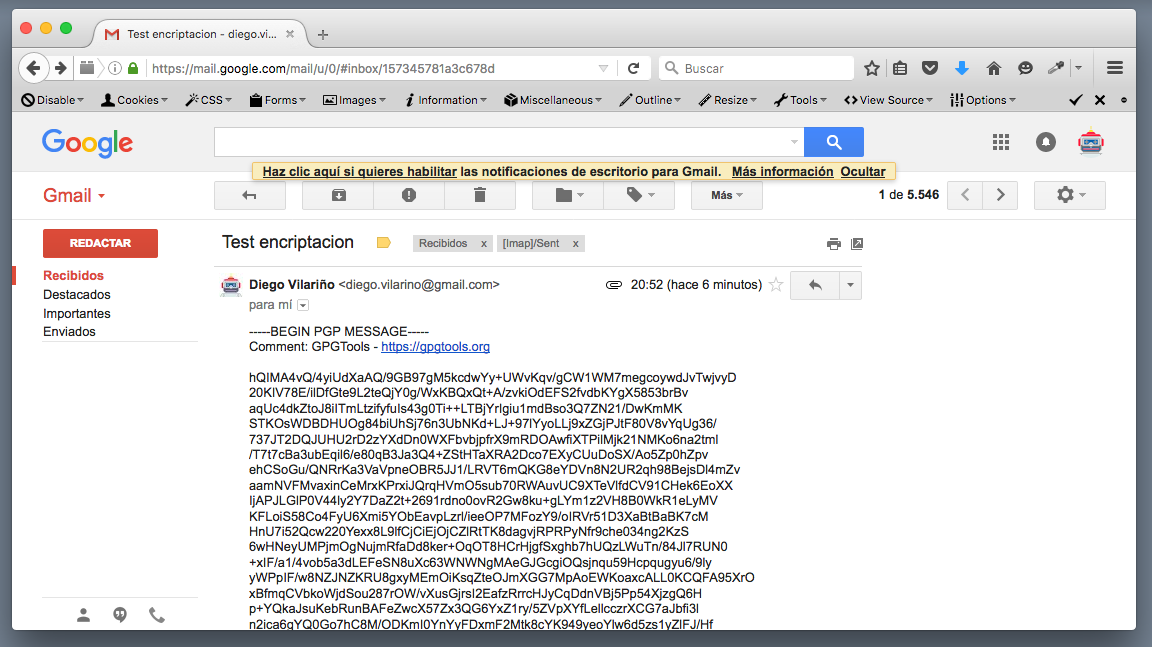 Test encriptacion - diego.vi...
https://mail.google.com/mail/u/0/#inbox/157345781a3c678d
Buscar
Disable Cookies CSS Forms Images Information Miscellaneous Outline Resize Tools View Source Options
Google
Haz clic aquí si quieres habilitar las notificaciones de escritorio para Gmail. Más información Ocultar
Gmail
Más
1 de 5.546
REDACTAR
Recibidos
Destacados
Importantes
Enviados
Test encriptacion
Recibidos x
[Imap]/Sent x
Diego Vilariño <diego.vilarino@gmail.com>
20:52 (hace 6 minutos)
para mí
-----BEGIN PGP MESSAGE-----
Comment: GPGTools - https://gpgtools.org
hQIMA4vQ/4yiUdXaAQ/9GB97gM5kcdwYy+UWvKqv/gCW1WM7megcoywdJvTwjvyD
20KIV78E/ilDfGte9L2teQjY0g/WxKBQxQt+A/zvkiOdEFS2fvdbKYgX5853brBv
aqUc4dkZtoJ8iITmLtzifyfuIs43g0Ti++LTBjYrlgiu1mdBso3Q7ZN21/DwKmMK
STKOsWDBDHUOg84biUhSj76n3UbNKd+LJ+97lYyoLLj9xZGjPJtF80V8vYqUg36/
737JT2DQJUHU2rD2zYXdDn0WXFbvbjpfrX9mRDOAwfiXTPilMjk21NMKo6na2tml
/T7t7cBa3ubEqil6/e80qB3Ja3Q4+ZStHTaXRA2Dco7EXyCUuDoSX/Ao5Zp0hZpv
ehCSoGu/QNRrKa3VaVpneOBR5JJ1/LRVT6mQKG8eYDVn8N2UR2qh98BejsDl4mZv
aamNVFMvaxinCeMrxKPrxiJQrqHVmO5sub70RWAuvUC9XTeVlfdCV91CHek6EoXX
IjAPJLGlP0V44ly2Y7DaZ2t+2691rdno0ovR2Gw8ku+gLYm1z2VH8B0WkR1eLyMV
KFLoiS58Co4FyU6Xmi5YObEavpLzrl/ieeOP7MFozY9/oIRVr51D3XaBtBaBK7cM
HnU7i52Qcw220Yexx8L9lfCjCiEjOjCZlRtTK8dagvjRPRPyNfr9che034ng2KzS
6wHNeyUMPjmOgNujmRfaDd8ker+OqOT8HCrHjgfSxghb7hUQzLWuTn/84Jl7RUN0
+xIF/a1/4vob5a3dLEFeSN8uXc63WNWNgMAeGJGcgiOQsjnqu59Hcpqugyu6/9ly
yWPpIF/w8NZJNZKRU8gxyMEmOiKsqZteOJmXGG7MpAoEWKoaxcALL0KCQFA95XrO
xBfmqCVbkoWjdSou287rOW/vXusGjrsI2EafzRrrcHJyCqDdnVBj5Pp54XjzgQ6H
p+YQkaJsuKebRunBAFeZwcX57Zx3QG6YxZ1ry/5ZVpXYfLellcczrXCG7aJbfi3l
n2ica6gYQ0Go7hC8M/ODKmI0YnYyFDxmF2Mtk8cYK949yeoYlw6d5zs1yZlFJ/Hf